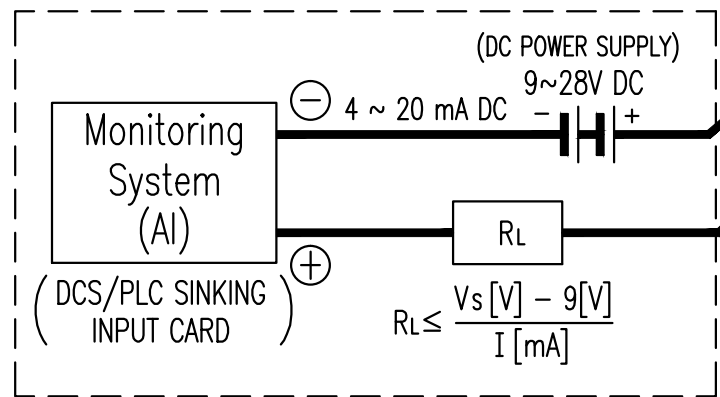 (DC POWER SUPPLY)
9~28V DC
⊖ 4 ~ 20 mA DC - +
Monitoring
System
(AI)
RL
⊕
(DCS/PLC SINKING
INPUT CARD)
RL≤ Vs[V] - 9[V]
I [mA]